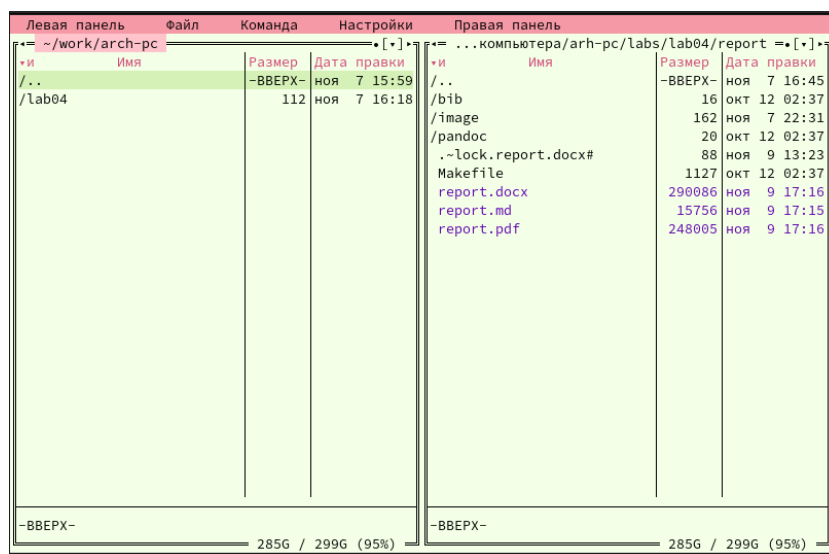 Левая панель Файл Команда Настройки Правая панель
~/work/arch-pc .[▾] ...компьютера/arh-pc/labs/lab04/report .[▾]
▾и Имя Размер Дата правки ▾и Имя Размер Дата правки
/.. -ВВЕРХ- ноя 7 15:59 /.. -ВВЕРХ- ноя 7 16:45
/lab04 112 ноя 7 16:18 /bib 16 окт 12 02:37
/image 162 ноя 7 22:31
/pandoc 20 окт 12 02:37
.~lock.report.docx# 88 ноя 9 13:23
Makefile 1127 окт 12 02:37
report.docx 290086 ноя 9 17:16
report.md 15756 ноя 9 17:15
report.pdf 248005 ноя 9 17:16
-ВВЕРХ- -ВВЕРХ-
285G / 299G (95%) 285G / 299G (95%)